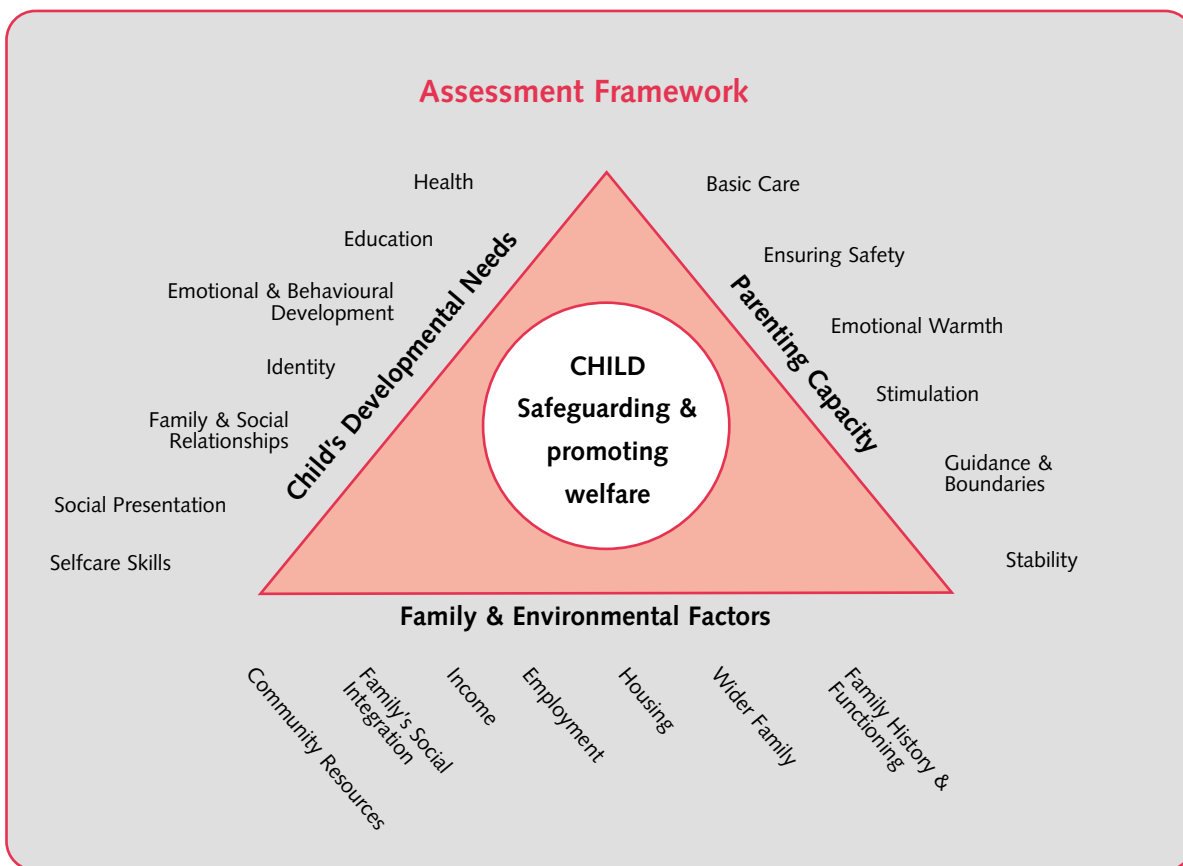 Assessment Framework
Health
Education
Emotional & Behavioural
Development
Identity
Family & Social
Relationships
Social Presentation
Selfcare Skills
Child's Developmental Needs
CHILD
Safeguarding &
promoting
welfare
Parenting Capacity
Basic Care
Ensuring Safety
Emotional Warmth
Stimulation
Guidance &
Boundaries
Stability
Family & Environmental Factors
Community Resources
Family's Social
Integration
Income
Employment
Housing
Wider Family
Family History &
Functioning